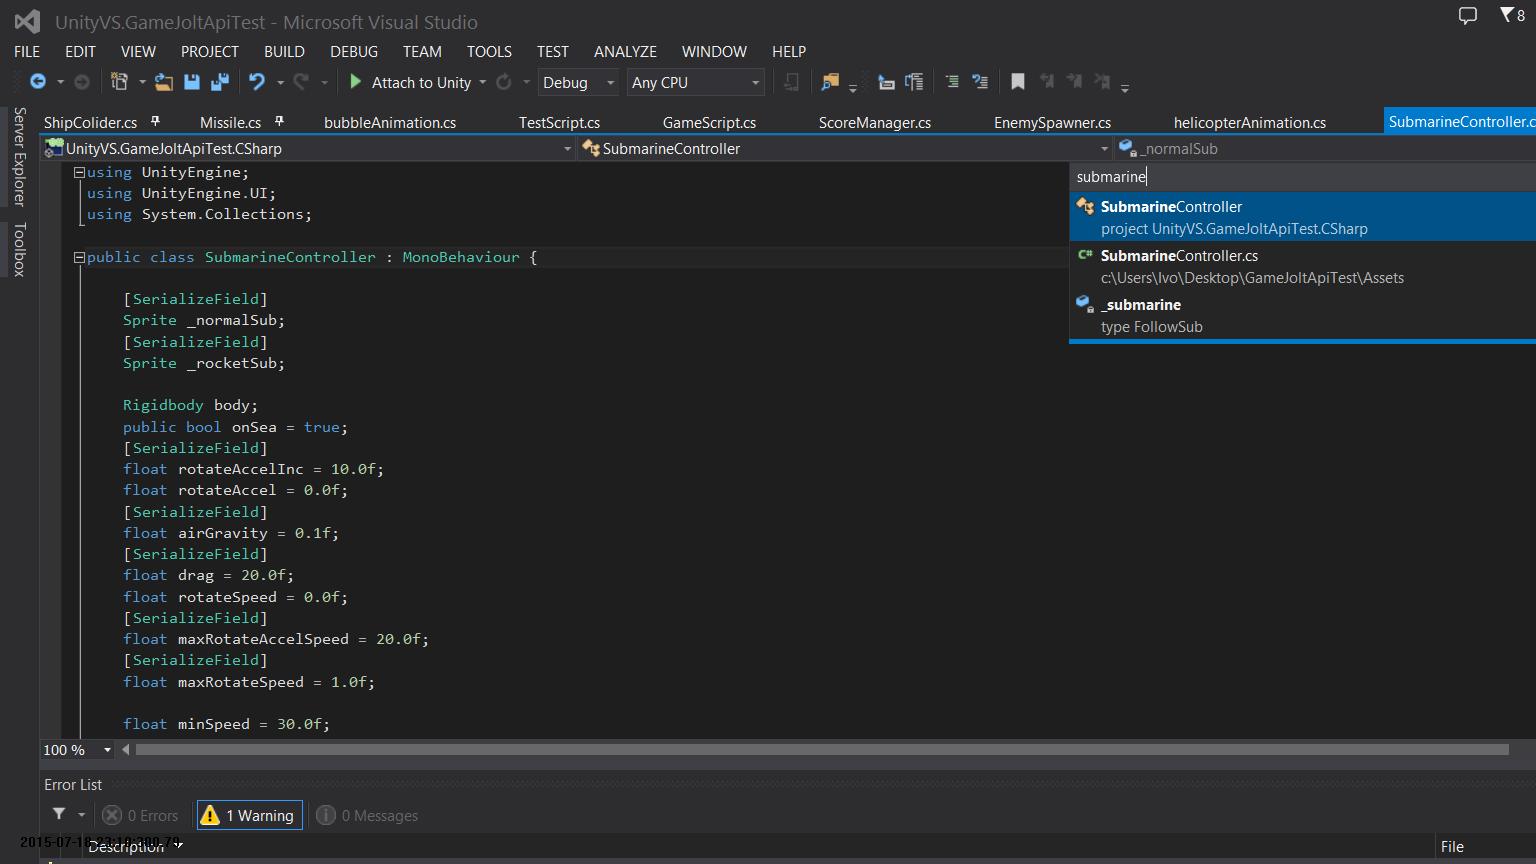 UnityVS.GameJoltApiTest - Microsoft Visual Studio
8
FILE EDIT VIEW PROJECT BUILD DEBUG TEAM TOOLS TEST ANALYZE WINDOW HELP
Attach to Unity Debug Any CPU
Server Explorer
Toolbox
ShipColider.cs Missile.cs bubbleAnimation.cs TestScript.cs GameScript.cs ScoreManager.cs EnemySpawner.cs helicopterAnimation.cs SubmarineController.c
UnityVS.GameJoltApiTest.CSharp SubmarineController _normalSub
submarine
SubmarineController
project UnityVS.GameJoltApiTest.CSharp
SubmarineController.cs
c:\Users\Ivo\Desktop\GameJoltApiTest\Assets
_submarine
type FollowSub
using UnityEngine;
using UnityEngine.UI;
using System.Collections;
public class SubmarineController : MonoBehaviour {
[SerializeField]
Sprite _normalSub;
[SerializeField]
Sprite _rocketSub;
Rigidbody body;
public bool onSea = true;
[SerializeField]
float rotateAccelInc = 10.0f;
float rotateAccel = 0.0f;
[SerializeField]
float airGravity = 0.1f;
[SerializeField]
float drag = 20.0f;
float rotateSpeed = 0.0f;
[SerializeField]
float maxRotateAccelSpeed = 20.0f;
[SerializeField]
float maxRotateSpeed = 1.0f;
float minSpeed = 30.0f;
100 %
Error List
0 Errors 1 Warning 0 Messages
Description File